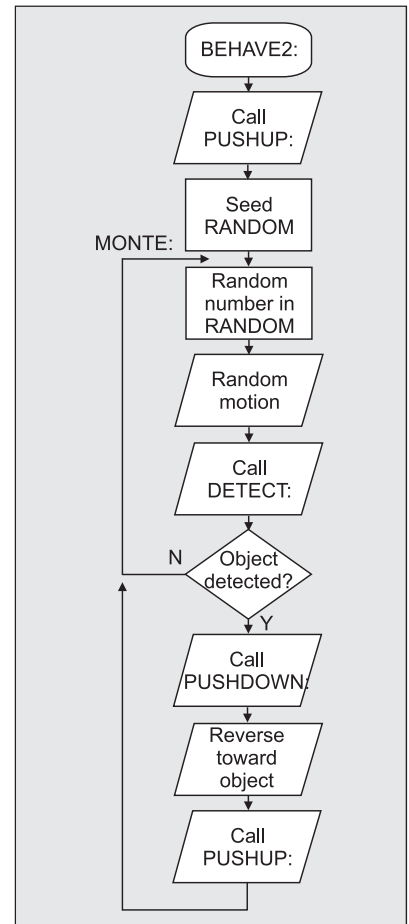 BEHAVE2:
Call
PUSHUP:
Seed
RANDOM
MONTE:
Random
number in
RANDOM
Random
motion
Call
DETECT:
N
Object
detected?
Y
Call
PUSHDOWN:
Reverse
toward
object
Call
PUSHUP: